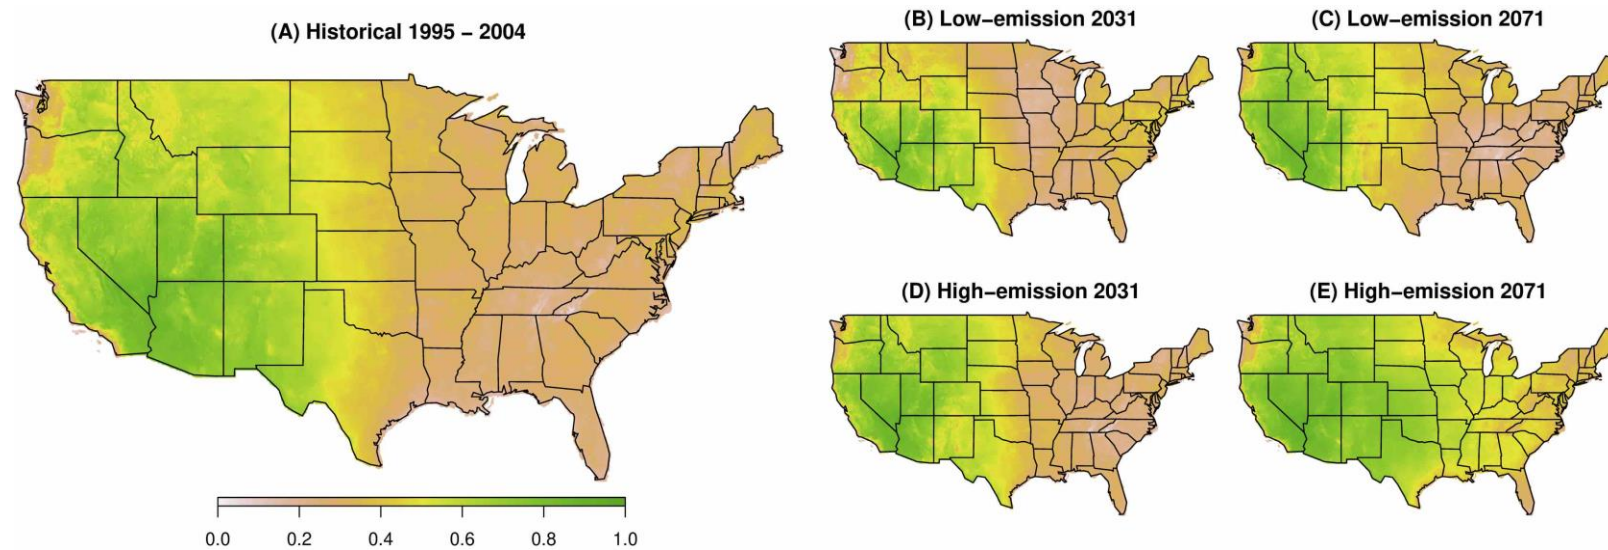 (A) Historical 1995 – 2004
(B) Low–emission 2031
(C) Low–emission 2071
(D) High–emission 2031
(E) High–emission 2071
0.0 0.2 0.4 0.6 0.8 1.0